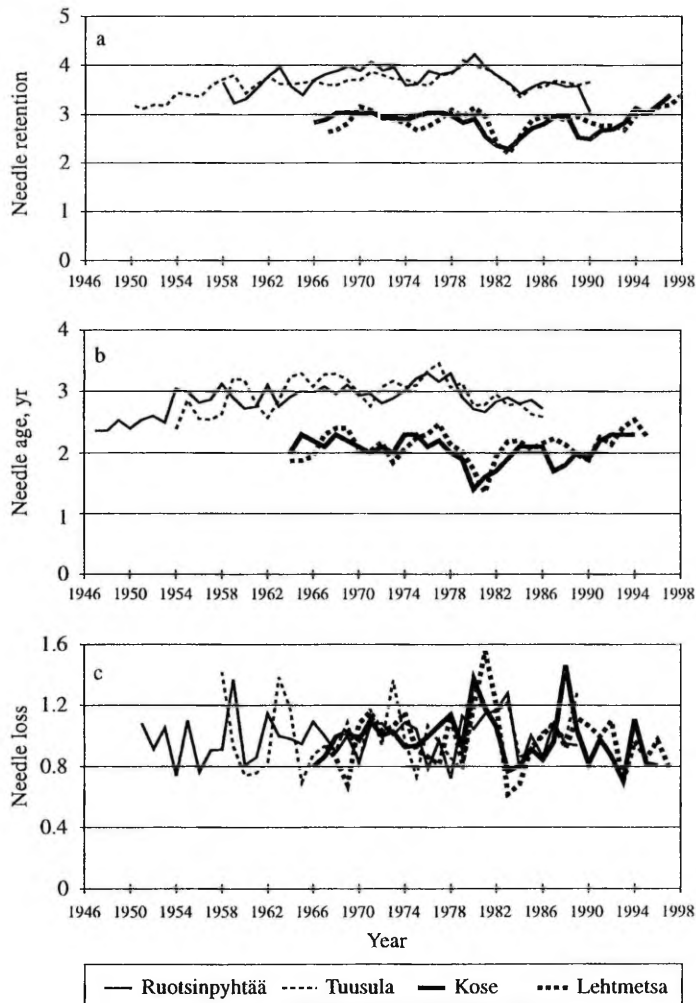 5
a
4
3
2
1
0
Needle retention
1946 1950 1954 1958 1962 1966 1970 1974 1978 1982 1986 1990 1994 1998
4
b
3
2
1
0
Needle age, yr
1946 1950 1954 1958 1962 1966 1970 1974 1978 1982 1986 1990 1994 1998
1.6
c
1.2
0.8
0.4
0
Needle loss
1946 1950 1954 1958 1962 1966 1970 1974 1978 1982 1986 1990 1994 1998
Year
Ruotsinpyhtää Tuusula Kose Lehtmetsa